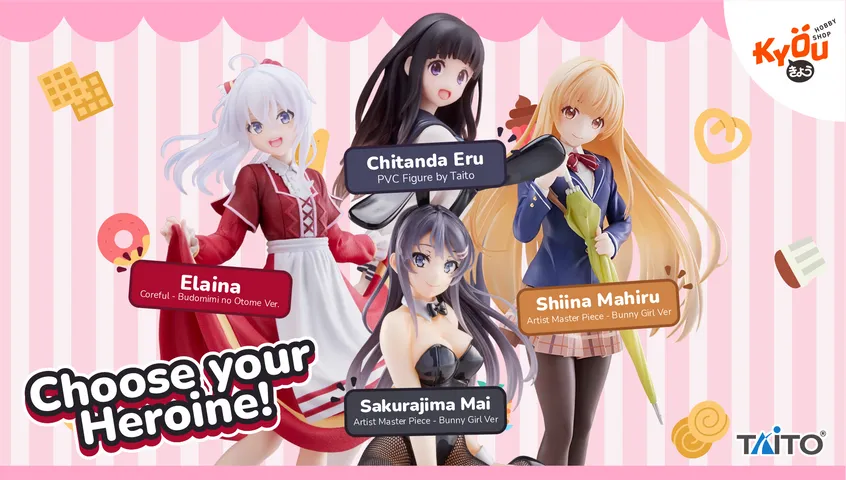 KyOu
HOBBY
SHOP
きょう
Chitanda Eru
PVC Figure by Taito
Elaina
Coreful - Budomimi no Otome Ver.
Shiina Mahiru
Artist Master Piece - Bunny Girl Ver
Sakurajima Mai
Artist Master Piece - Bunny Girl Ver
Choose your
Heroine!
TAITO®